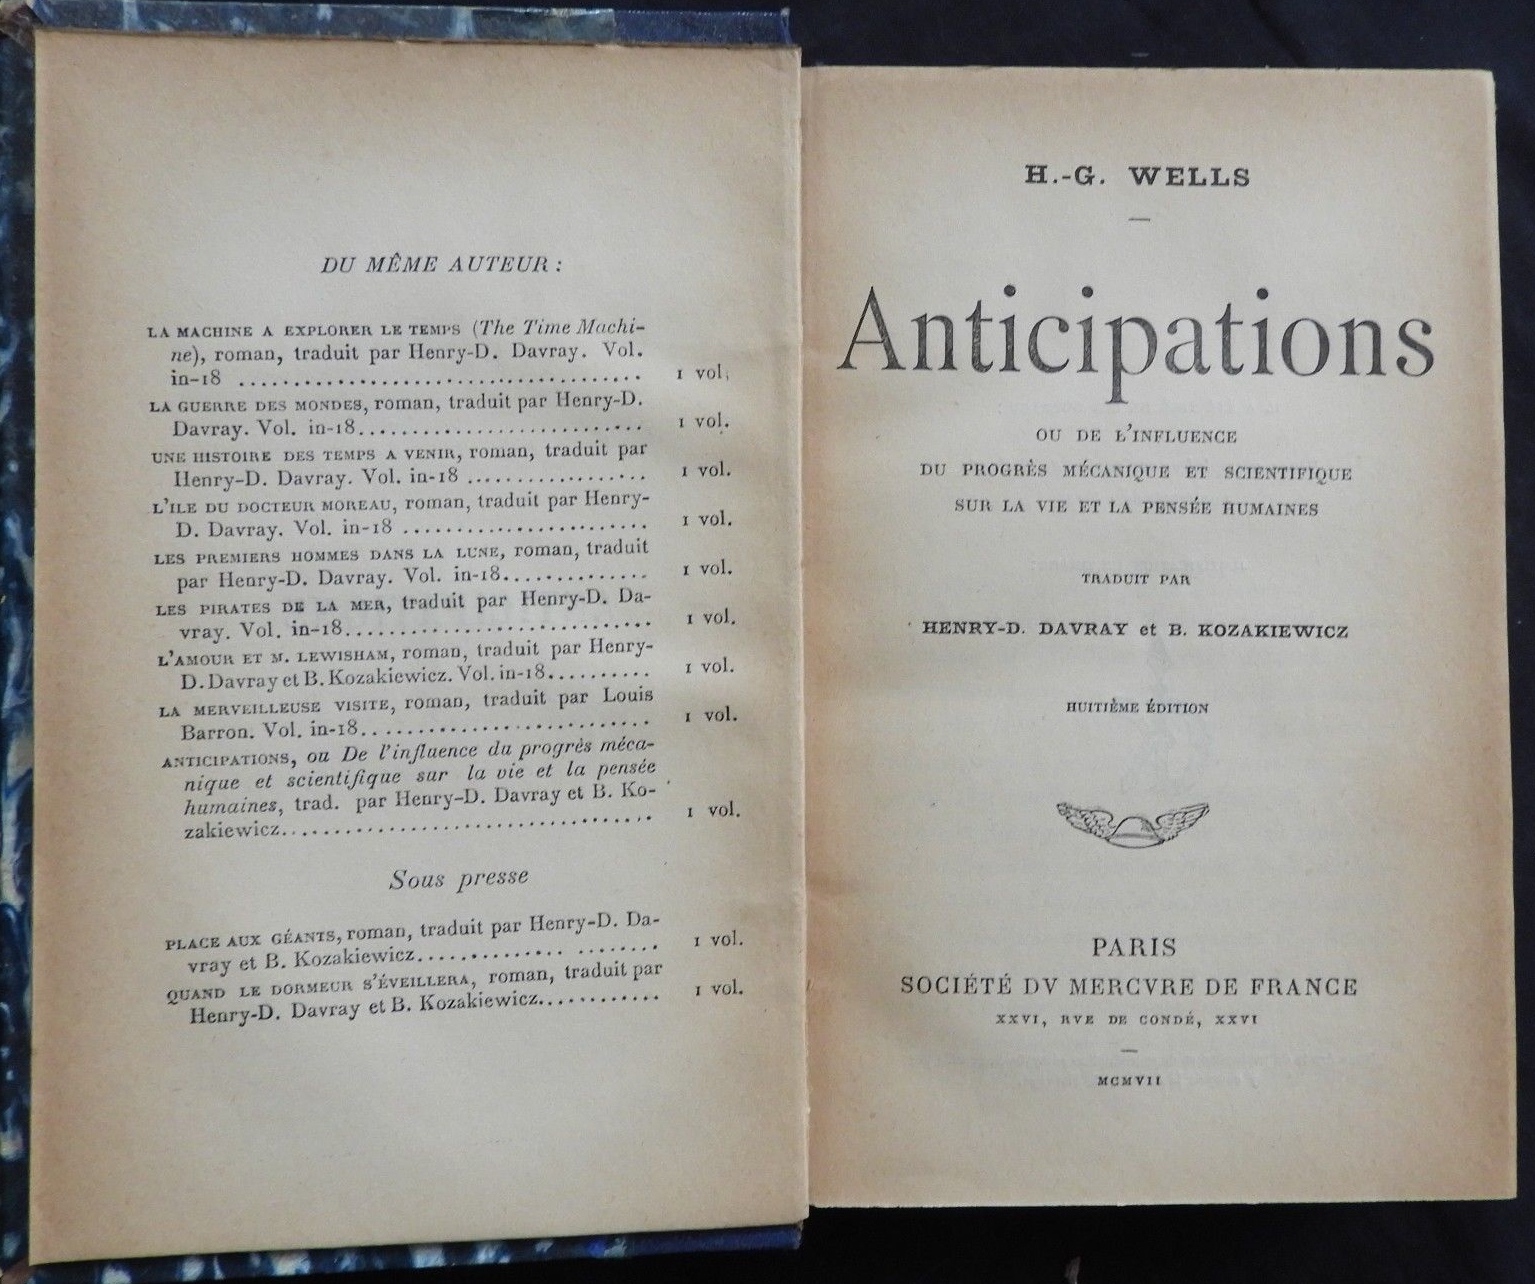 DU MÊME AUTEUR :
LA MACHINE A EXPLORER LE TEMPS (The Time Machi-
ne), roman, traduit par Henry-D. Davray. Vol.
in-18 ..................................... 1 vol.
LA GUERRE DES MONDES, roman, traduit par Henry-D.
Davray. Vol. in-18........................... 1 vol.
UNE HISTOIRE DES TEMPS A VENIR, roman, traduit par
Henry-D. Davray. Vol. in-18 ................. 1 vol.
L'ILE DU DOCTEUR MOREAU, roman, traduit par Henry-
D. Davray. Vol. in-18 ....................... 1 vol.
LES PREMIERS HOMMES DANS LA LUNE, roman, traduit
par Henry-D. Davray. Vol. in-18.............. 1 vol.
LES PIRATES DE LA MER, traduit par Henry-D. Da-
vray. Vol. in-18............................. 1 vol.
L'AMOUR ET M. LEWISHAM, roman, traduit par Henry-
D. Davray et B. Kozakiewicz. Vol. in-18.......... 1 vol.
LA MERVEILLEUSE VISITE, roman, traduit par Louis
Barron. Vol. in-18........................... 1 vol.
ANTICIPATIONS, ou De l'influence du progrès méca-
nique et scientifique sur la vie et la pensée
humaines, trad. par Henry-D. Davray et B. Ko-
zakiewicz.................................. 1 vol.
Sous presse
PLACE AUX GÉANTS, roman, traduit par Henry-D. Da-
vray et B. Kozakiewicz.............. ........ 1 vol.
QUAND LE DORMEUR S'ÉVEILLERA, roman, traduit par
Henry-D. Davray et B. Kozakiewicz............ 1 vol.
H.-G. WELLS
Anticipations
OU DE L'INFLUENCE
DU PROGRÈS MÉCANIQUE ET SCIENTIFIQUE
SUR LA VIE ET LA PENSÉE HUMAINES
TRADUIT PAR
HENRY-D. DAVRAY et B. KOZAKIEWICZ
HUITIÈME ÉDITION
PARIS
SOCIÉTÉ DV MERCVRE DE FRANCE
XXVI, RVE DE CONDÉ, XXVI
MCMVII